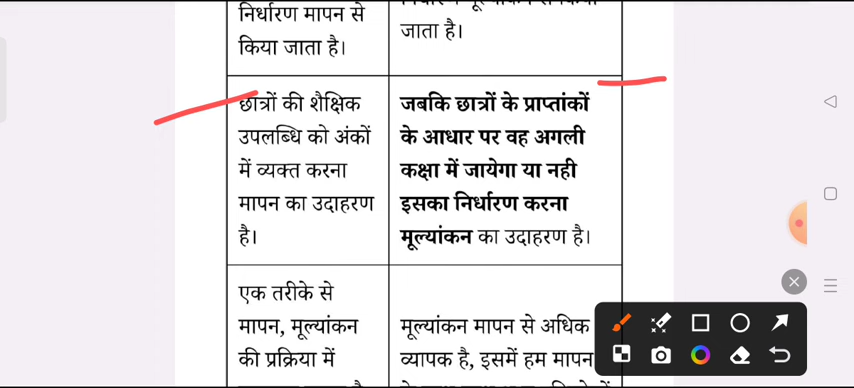 निर्धारण मापन से
किया जाता है।
जाता है।
छात्रों की शैक्षिक
उपलब्धि को अंकों
में व्यक्त करना
मापन का उदाहरण
है।
जबकि छात्रों के प्राप्तांकों
के आधार पर वह अगली
कक्षा में जायेगा या नही
इसका निर्धारण करना
मूल्यांकन का उदाहरण है।
एक तरीके से
मापन, मूल्यांकन
की प्रक्रिया में
मूल्यांकन मापन से अधिक
व्यापक है, इसमें हम मापन